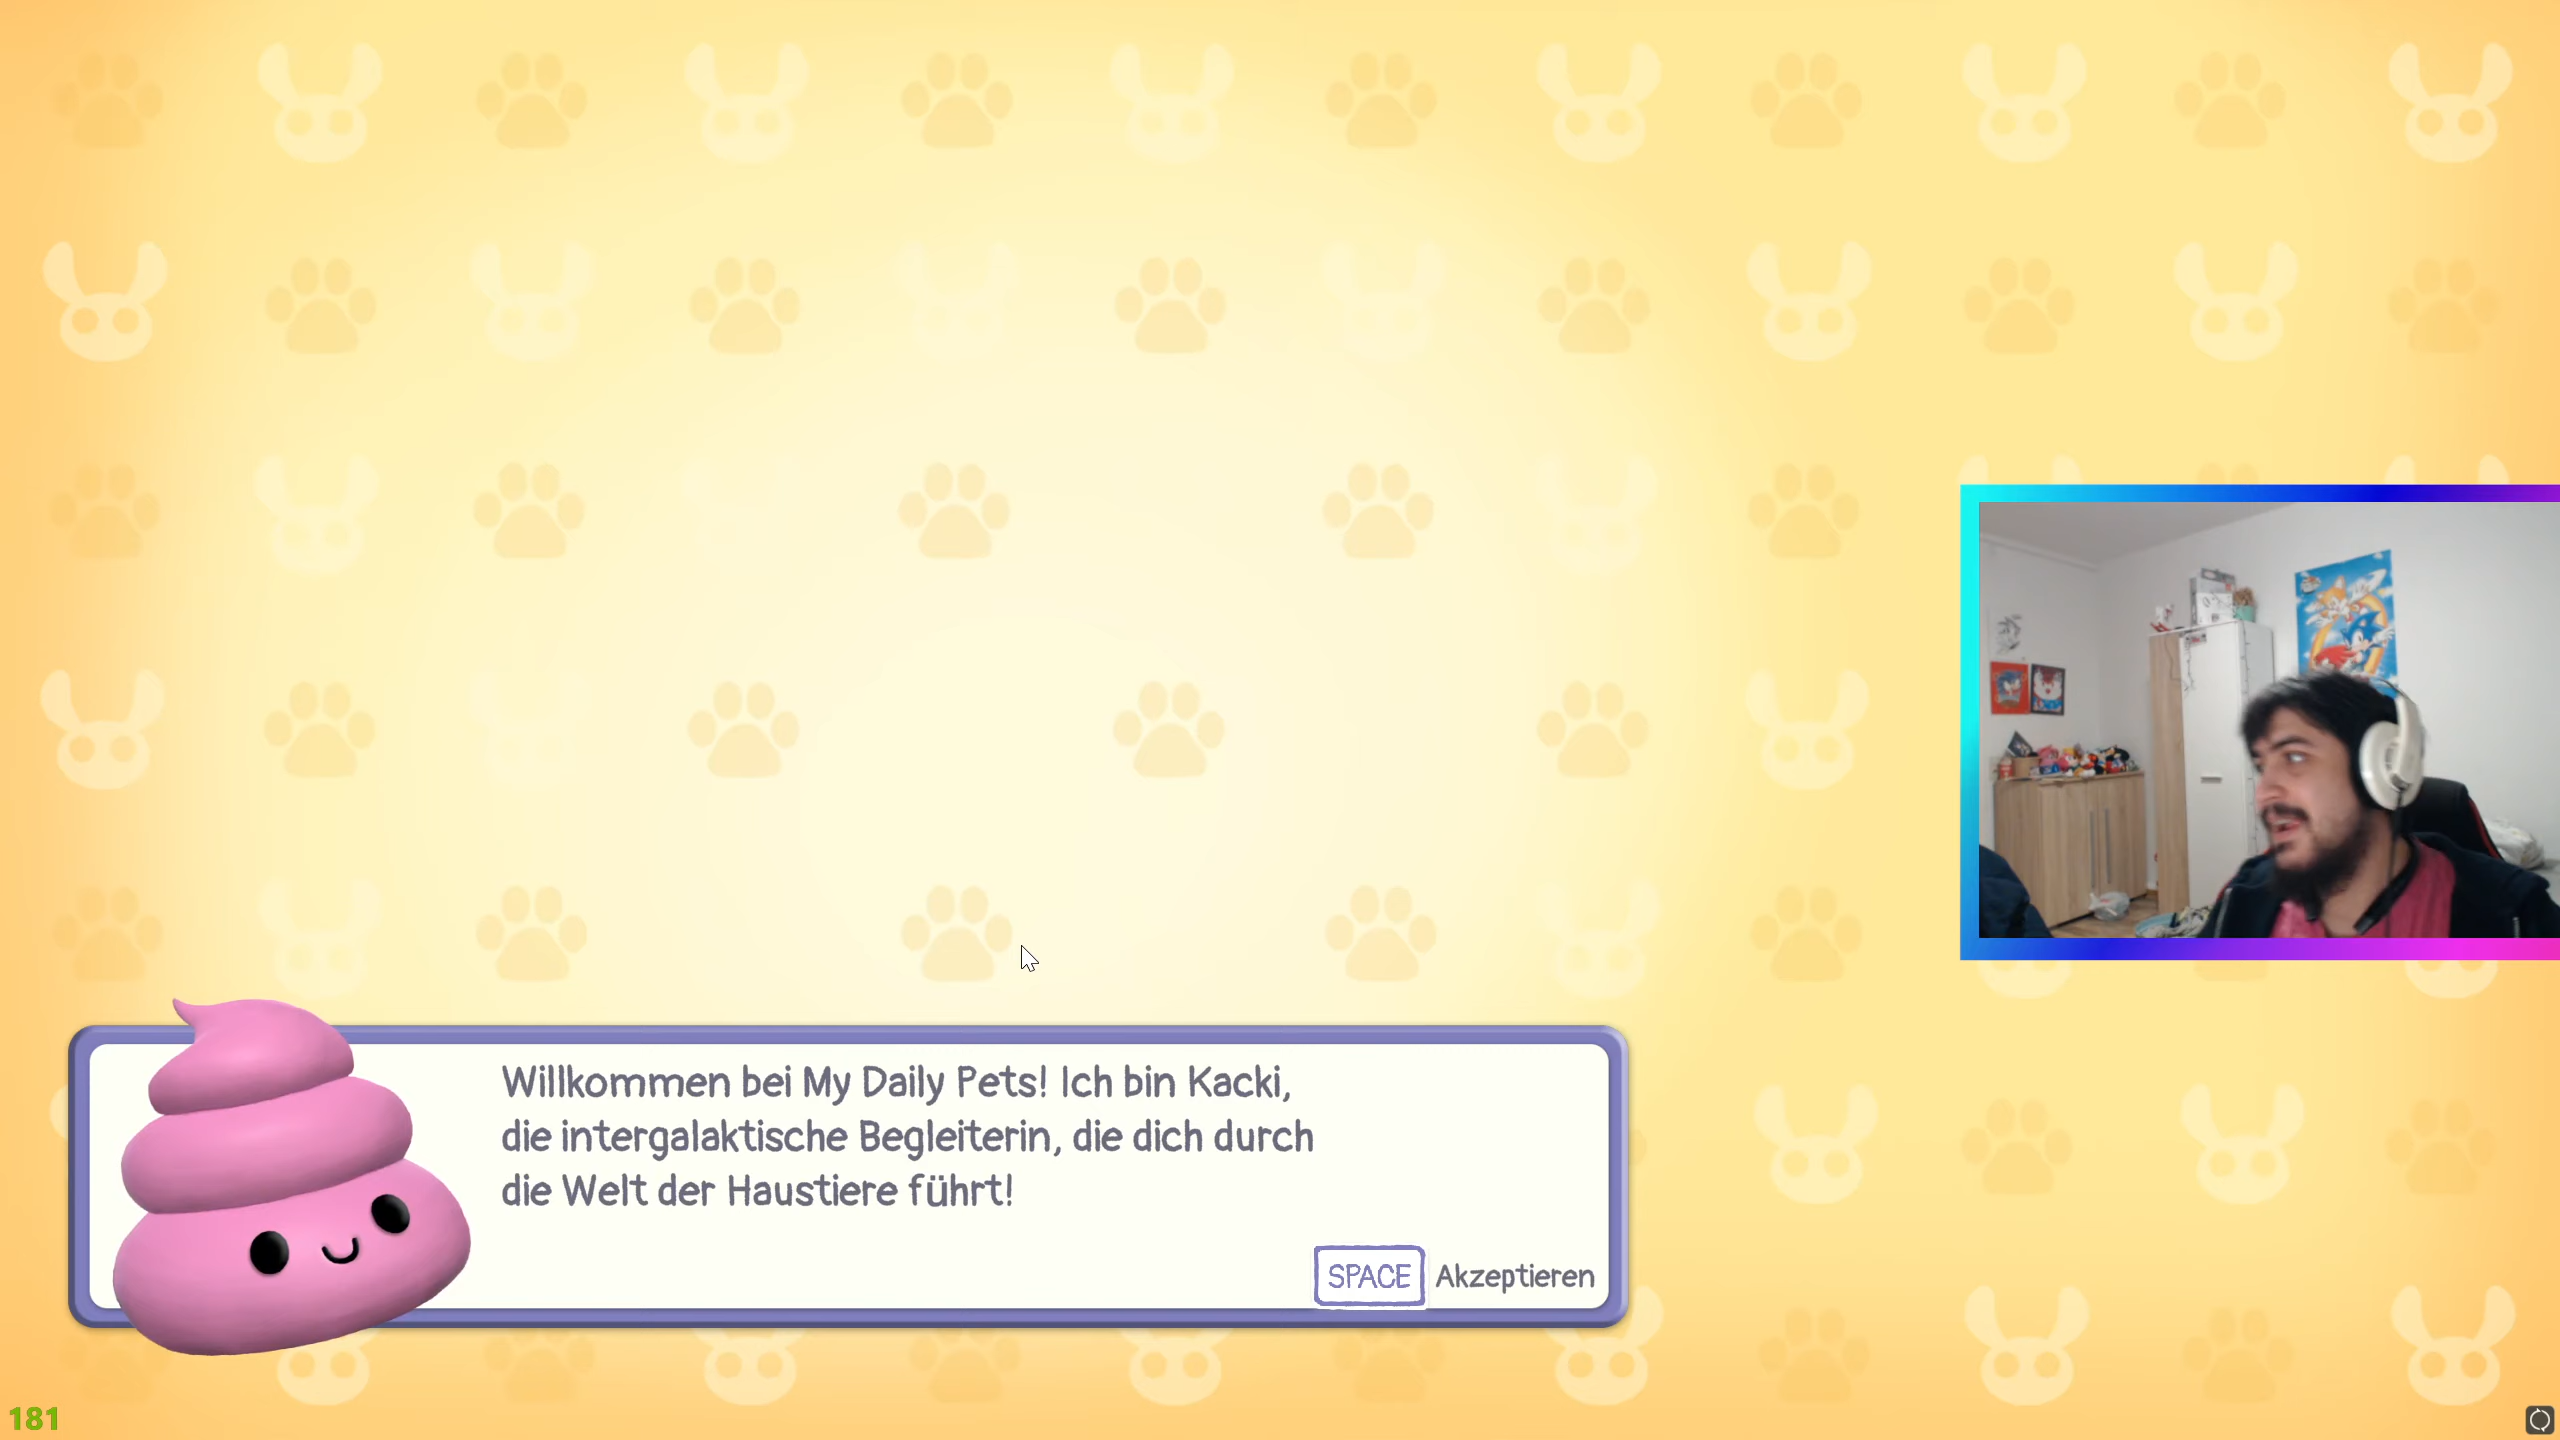 Willkommen bei My Daily Pets! Ich bin Kacki,
die intergalaktische Begleiterin, die dich durch
die Welt der Haustiere führt!
SPACE Akzeptieren
181